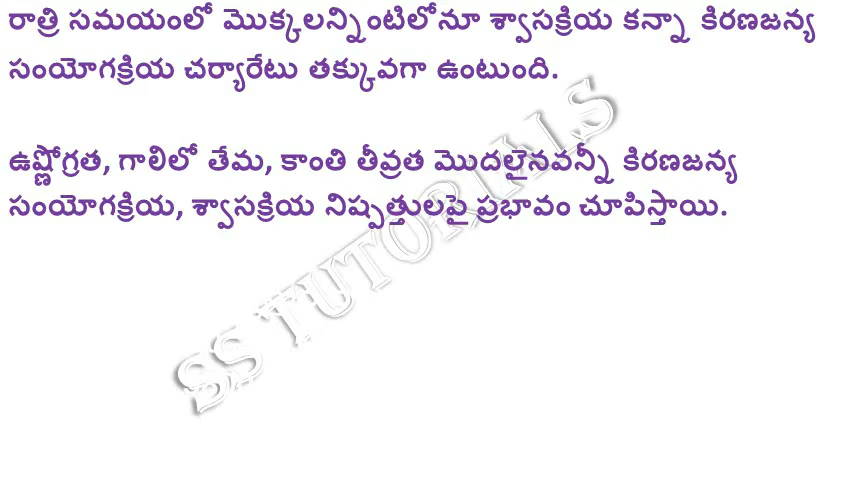 రాత్రి సమయంలో మొక్కలన్నింటిలోనూ శ్వాసక్రియ కన్నా కిరణజన్య
సంయోగక్రియ చర్యారేటు తక్కువగా ఉంటుంది.
ఉష్ణోగ్రత, గాలిలో తేమ, కాంతి తీవ్రత మొదలైనవన్నీ కిరణజన్య
సంయోగక్రియ, శ్వాసక్రియ నిష్పత్తులపై ప్రభావం చూపిస్తాయి.
SS TUTORIALS